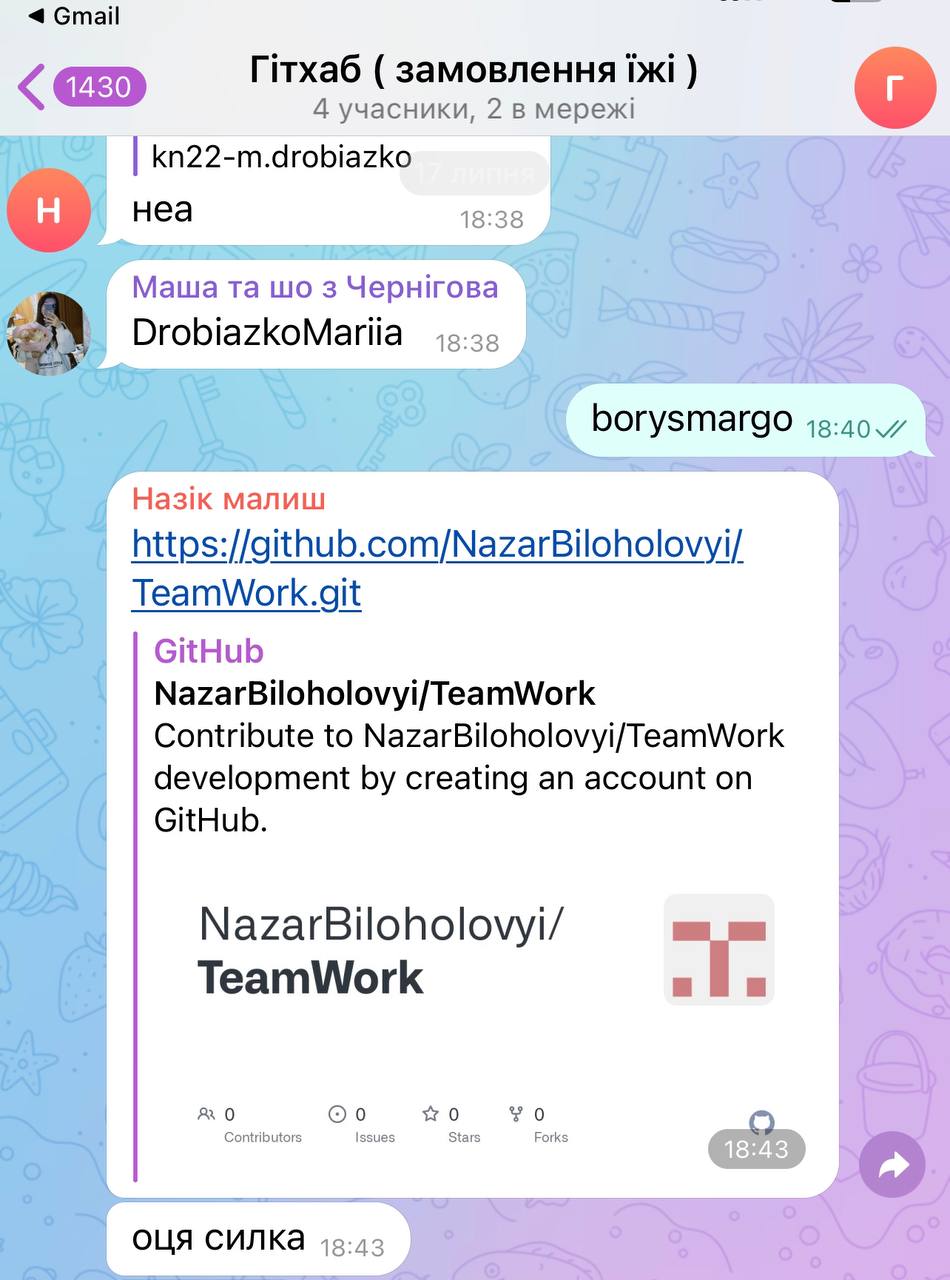 ◀ Gmail
1430
Гітхаб ( замовлення їжі )
4 учасники, 2 в мережі
Г
kn22-m.drobiazko
17 липня
Н
неа
18:38
Маша та шо з Чернігова
DrobiazkoMariia
18:38
borysmargo
18:40
Назік малиш
https://github.com/NazarBiloholovyi/
TeamWork.git
GitHub
NazarBiloholovyi/TeamWork
Contribute to NazarBiloholovyi/TeamWork
development by creating an account on
GitHub.
NazarBiloholovyi/
TeamWork
0 0 0 0
Contributors Issues Stars Forks
18:43
оця силка
18:43